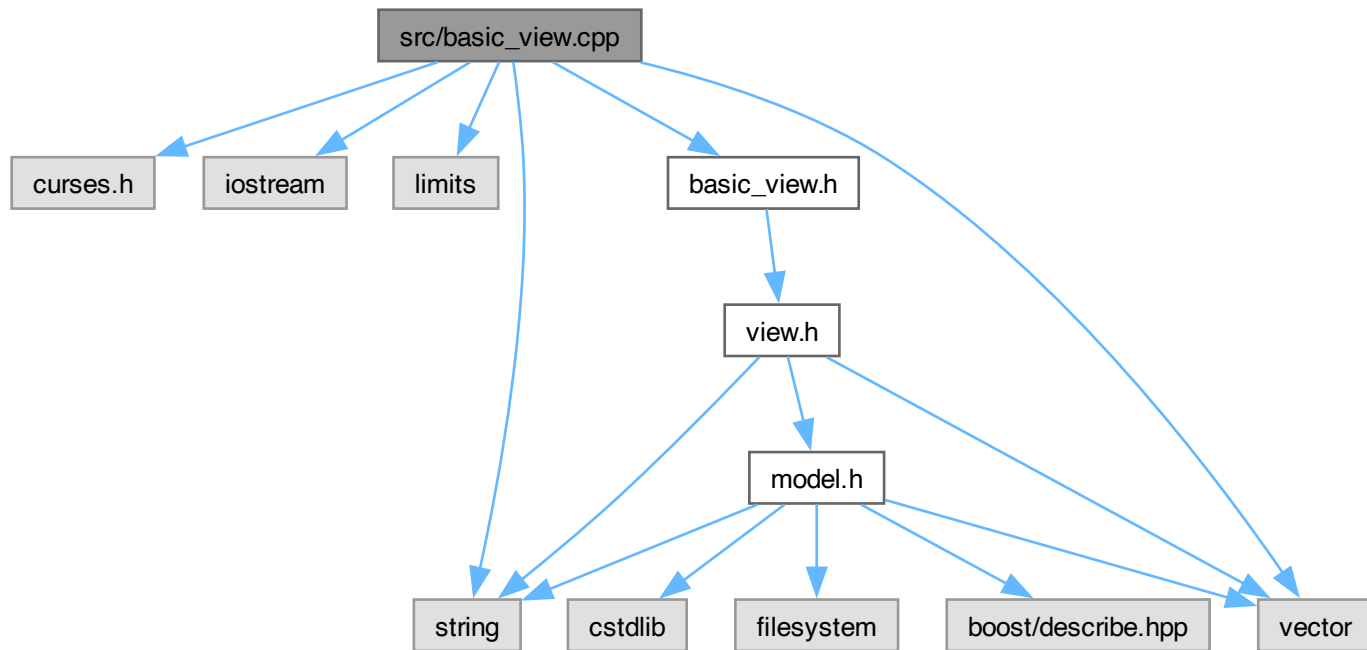 src/basic_view.cpp
curses.h
iostream
limits
basic_view.h
view.h
model.h
string
cstdlib
filesystem
boost/describe.hpp
vector